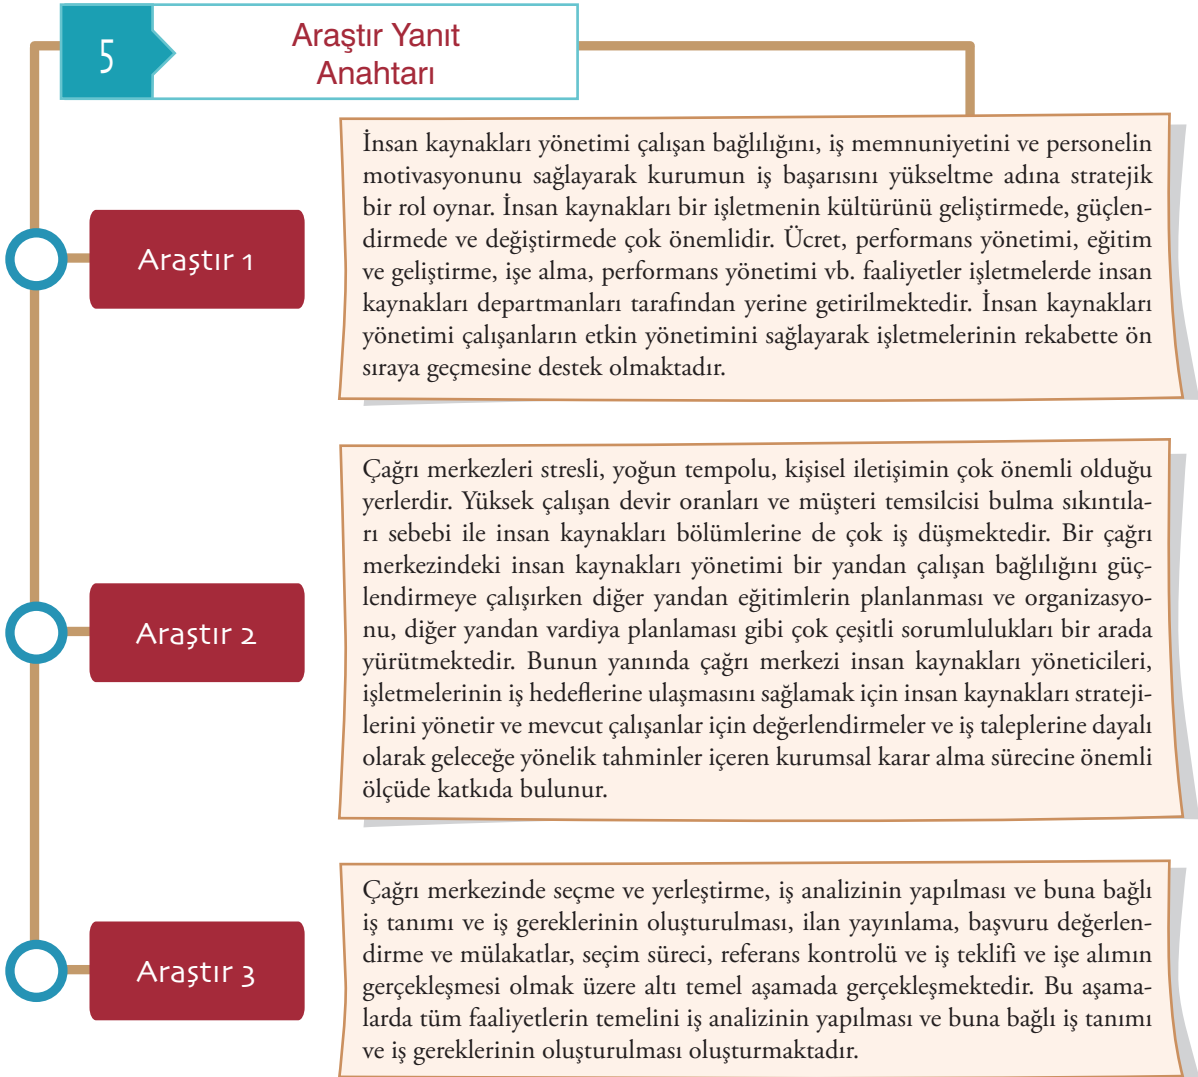 5
Araştır Yanıt
Anahtarı
Araştır 1
İnsan kaynakları yönetimi çalışan bağlılığını, iş memnuniyetini ve personelin
motivasyonunu sağlayarak kurumun iş başarısını yükseltme adına stratejik
bir rol oynar. İnsan kaynakları bir işletmenin kültürünü geliştirmede, güçlen-
dirmede ve değiştirmede çok önemlidir. Ücret, performans yönetimi, eğitim
ve geliştirme, işe alma, performans yönetimi vb. faaliyetler işletmelerde insan
kaynakları departmanları tarafından yerine getirilmektedir. İnsan kaynakları
yönetimi çalışanların etkin yönetimini sağlayarak işletmelerinin rekabette ön
sıraya geçmesine destek olmaktadır.
Araştır 2
Çağrı merkezleri stresli, yoğun tempolu, kişisel iletişimin çok önemli olduğu
yerlerdir. Yüksek çalışan devir oranları ve müşteri temsilcisi bulma sıkıntıla-
rı sebebi ile insan kaynakları bölümlerine de çok iş düşmektedir. Bir çağrı
merkezindeki insan kaynakları yönetimi bir yandan çalışan bağlılığını güç-
lendirmeye çalışırken diğer yandan eğitimlerin planlanması ve organizasyo-
nu, diğer yandan vardiya planlaması gibi çok çeşitli sorumlulukları bir arada
yürütmektedir. Bunun yanında çağrı merkezi insan kaynakları yöneticileri,
işletmelerinin iş hedeflerine ulaşmasını sağlamak için insan kaynakları strateji-
lerini yönetir ve mevcut çalışanlar için değerlendirmeler ve iş taleplerine dayalı
olarak geleceğe yönelik tahminler içeren kurumsal karar alma sürecine önemli
ölçüde katkıda bulunur.
Araştır 3
Çağrı merkezinde seçme ve yerleştirme, iş analizinin yapılması ve buna bağlı
iş tanımı ve iş gereklerinin oluşturulması, ilan yayınlama, başvuru değerlen-
dirme ve mülakatlar, seçim süreci, referans kontrolü ve iş teklifi ve işe alımın
gerçekleşmesi olmak üzere altı temel aşamada gerçekleşmektedir. Bu aşama-
larda tüm faaliyetlerin temelini iş analizinin yapılması ve buna bağlı iş tanımı
ve iş gereklerinin oluşturulması oluşturmaktadır.